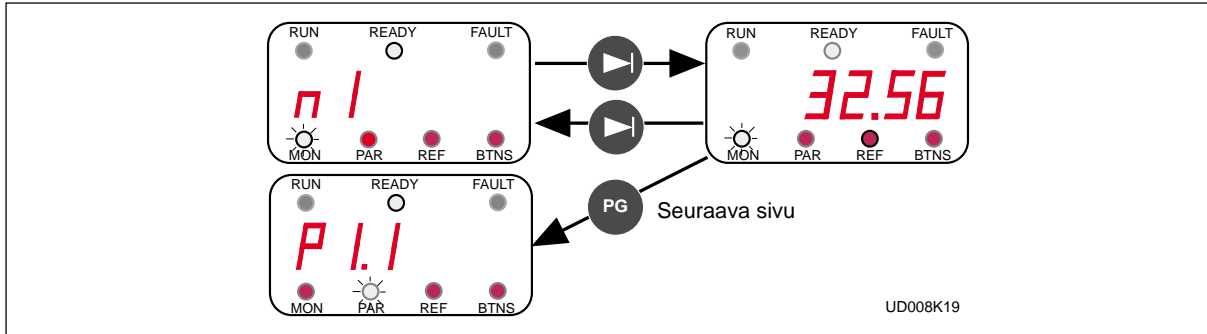 RUN READY FAULT
n 1
MON PAR REF BTNS
RUN READY FAULT
32.56
MON PAR REF BTNS
PG Seuraava sivu
RUN READY FAULT
P1.1
MON PAR REF BTNS
UD008K19